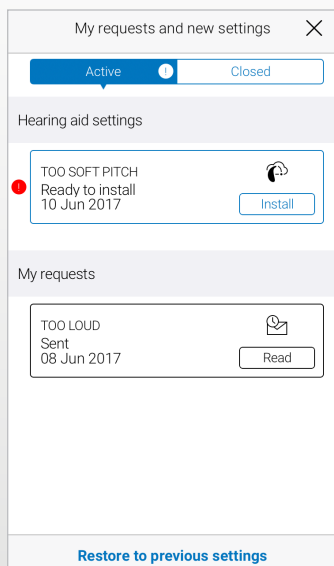 My requests and new settings
Active
!
Closed
Hearing aid settings
TOO SOFT PITCH
Ready to install
10 Jun 2017
!
Install
My requests
TOO LOUD
Sent
08 Jun 2017
Read
Restore to previous settings